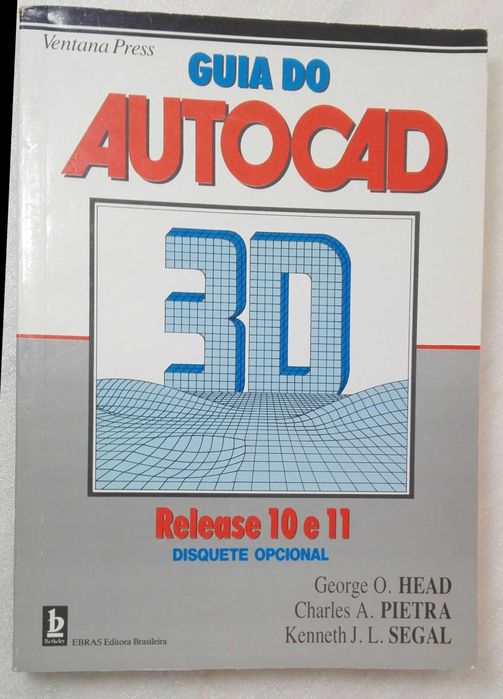 Ventana Press
GUIA DO
AUTOCAD
3D
Release 10 e 11
DISQUETE OPCIONAL
George O. HEAD
Charles A. PIETRA
Kenneth J. L. SEGAL
b
Berkeley
EBRAS Editora Brasileira